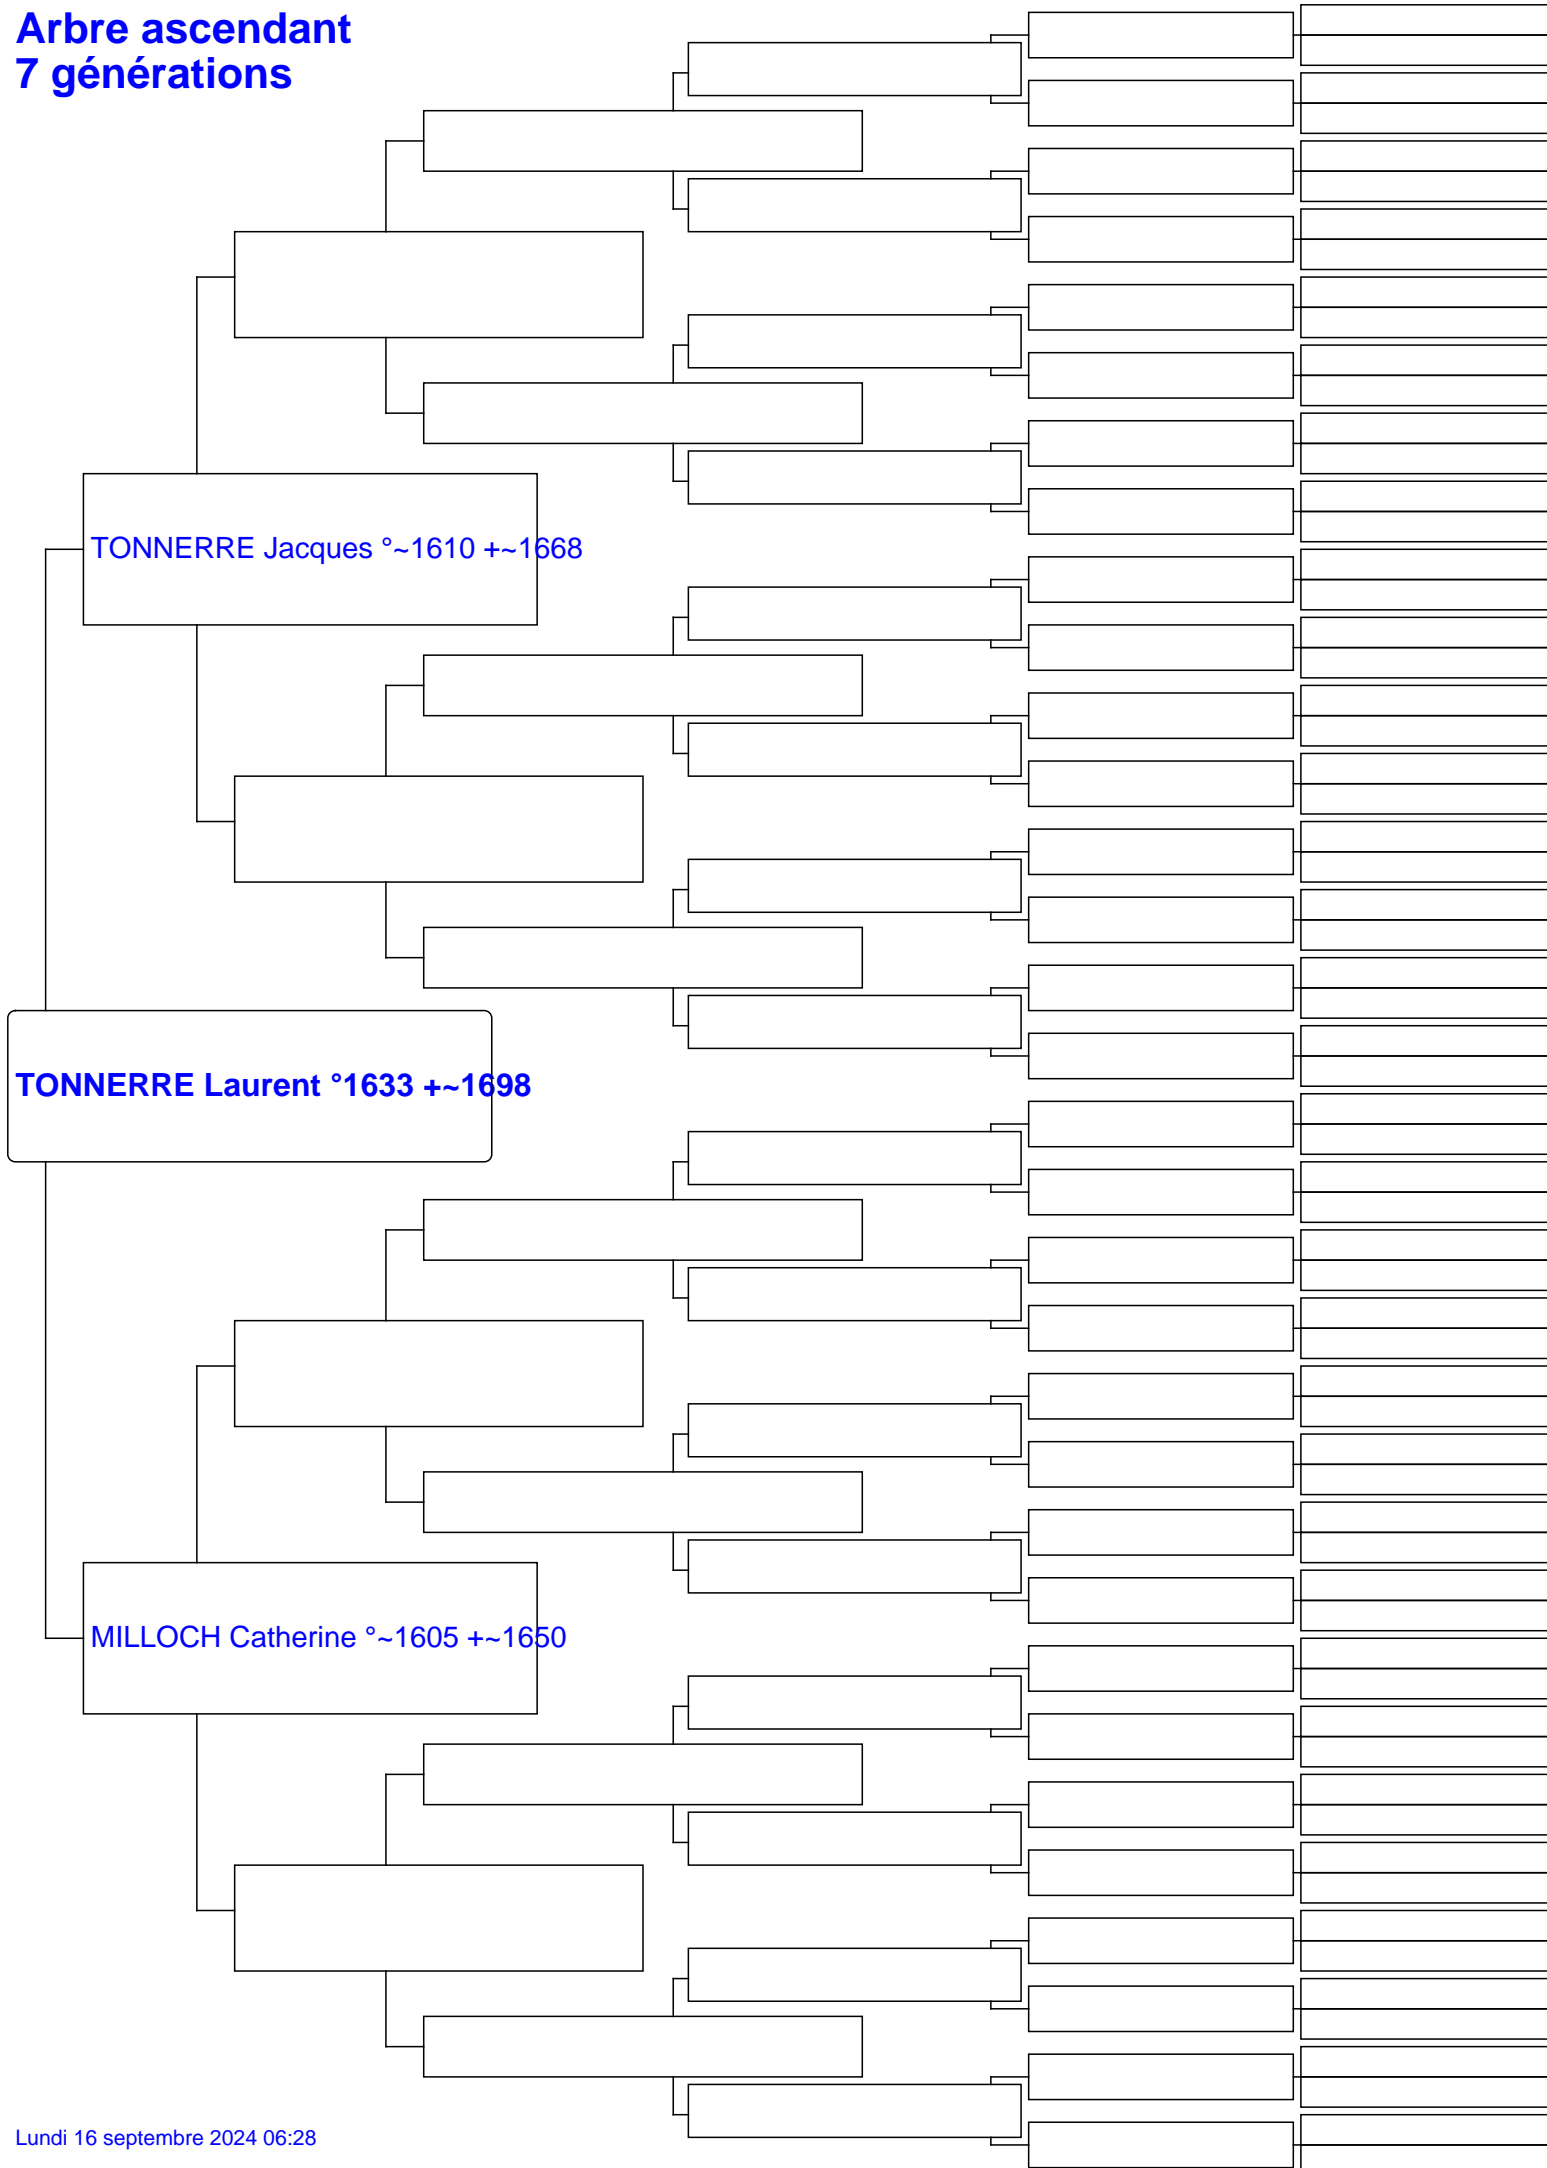 Arbre ascendant
7 générations
TONNERRE Jacques °~1610 +~1668
TONNERRE Laurent °1633 +~1698
MILLOCH Catherine °~1605 +~1650
Lundi 16 septembre 2024 06:28